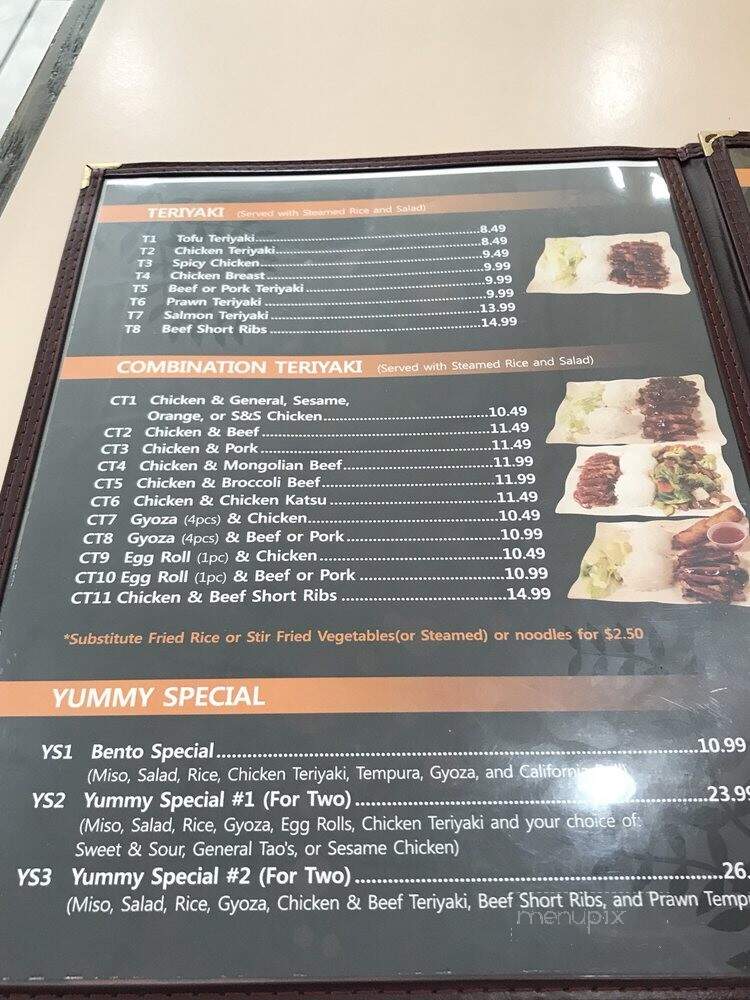 TERIYAKI (Served with Steamed Rice and Salad)
T1 Tofu Teriyaki 8.49
T2 Chicken Teriyaki 8.49
T3 Spicy Chicken 9.49
T4 Chicken Breast 9.99
T5 Beef or Pork Teriyaki 9.99
T6 Prawn Teriyaki 9.99
T7 Salmon Teriyaki 13.99
T8 Beef Short Ribs 14.99
COMBINATION TERIYAKI (Served with Steamed Rice and Salad)
CT1 Chicken & General, Sesame,
Orange, or S&S Chicken 10.49
CT2 Chicken & Beef 11.49
CT3 Chicken & Pork 11.49
CT4 Chicken & Mongolian Beef 11.99
CT5 Chicken & Broccoli Beef 11.99
CT6 Chicken & Chicken Katsu 11.49
CT7 Gyoza (4pcs) & Chicken 10.49
CT8 Gyoza (4pcs) & Beef or Pork 10.99
CT9 Egg Roll (1pc) & Chicken 10.49
CT10 Egg Roll (1pc) & Beef or Pork 10.99
CT11 Chicken & Beef Short Ribs 14.99
*Substitute Fried Rice or Stir Fried Vegetables(or Steamed) or noodles for $2.50
YUMMY SPECIAL
YS1 Bento Special 10.99
(Miso, Salad, Rice, Chicken Teriyaki, Tempura, Gyoza, and California
YS2 Yummy Special #1 (For Two) 23.99
(Miso, Salad, Rice, Gyoza, Egg Rolls, Chicken Teriyaki and your choice of:
Sweet & Sour, General Tao's, or Sesame Chicken)
YS3 Yummy Special #2 (For Two) 26.
(Miso, Salad, Rice, Gyoza, Chicken & Beef Teriyaki, Beef Short Ribs, and Prawn Temp
menupix